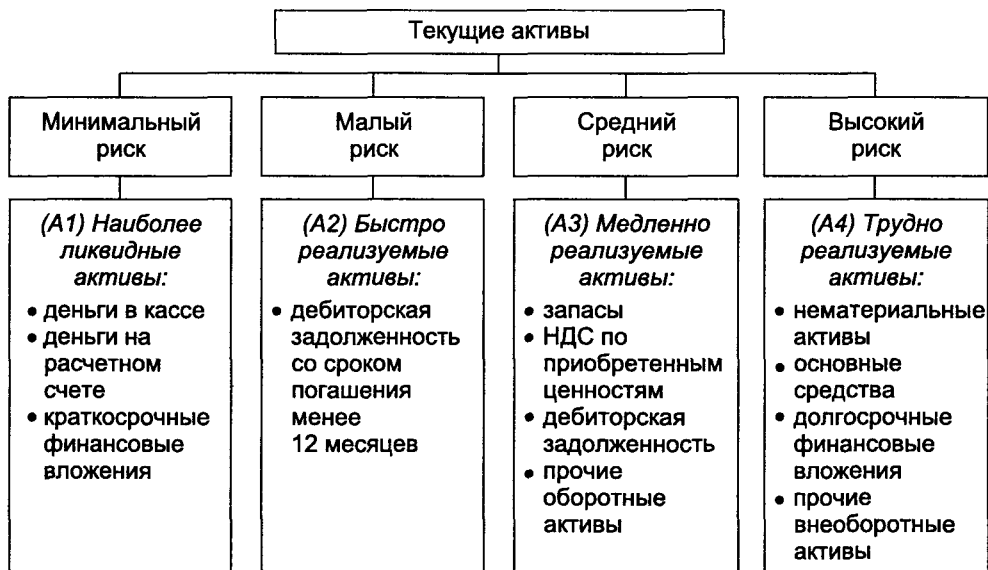 Текущие активы
Минимальный
риск
Малый
риск
Средний
риск
Высокий
риск
(А1) Наиболее
ликвидные
активы:
• деньги в кассе
• деньги на
расчетном
счете
• краткосрочные
финансовые
вложения
(А2) Быстро
реализуемые
активы:
• дебиторская
задолженность
со сроком
погашения
менее
12 месяцев
(А3) Медленно
реализуемые
активы:
• запасы
• НДС по
приобретенным
ценностям
• дебиторская
задолженность
• прочие
оборотные
активы
(А4) Трудно
реализуемые
активы:
• нематериальные
активы
• основные
средства
• долгосрочные
финансовые
вложения
• прочие
внеоборотные
активы